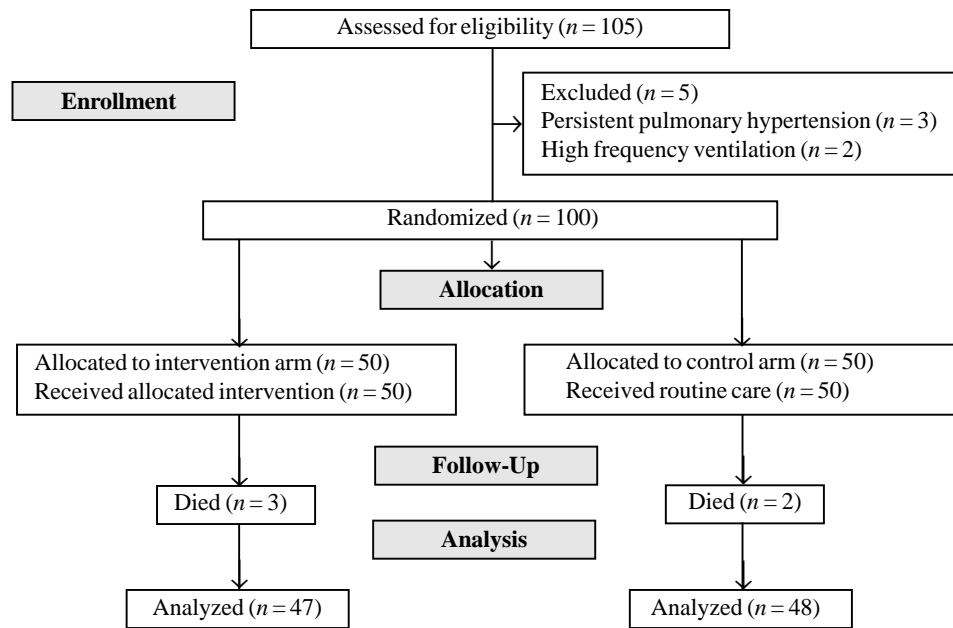 Assessed for eligibility (n = 105)
Enrollment
Excluded (n = 5)
Persistent pulmonary hypertension (n = 3)
High frequency ventilation (n = 2)
Randomized (n = 100)
Allocation
Allocated to intervention arm (n = 50)
Received allocated intervention (n = 50)
Allocated to control arm (n = 50)
Received routine care (n = 50)
Follow-Up
Died (n = 3)
Died (n = 2)
Analysis
Analyzed (n = 47)
Analyzed (n = 48)